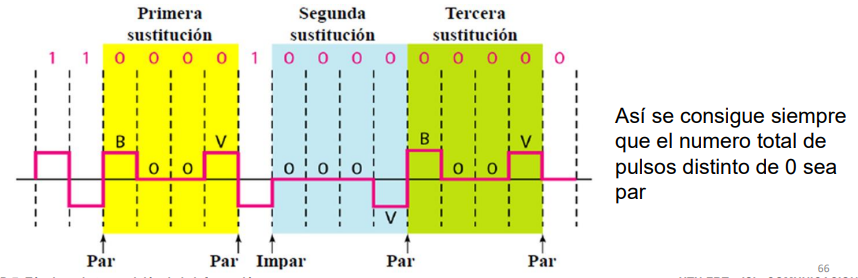 Primera
sustitución
Segunda
sustitución
Tercera
sustitución
1 1 0 0 0 0 1 0 0 0 0 0 0 0 0 0
B V B V
0 0 0 0 0 0 0
V
Par Par Impar Par Par
Así se consigue siempre
que el numero total de
pulsos distinto de 0 sea
par
66